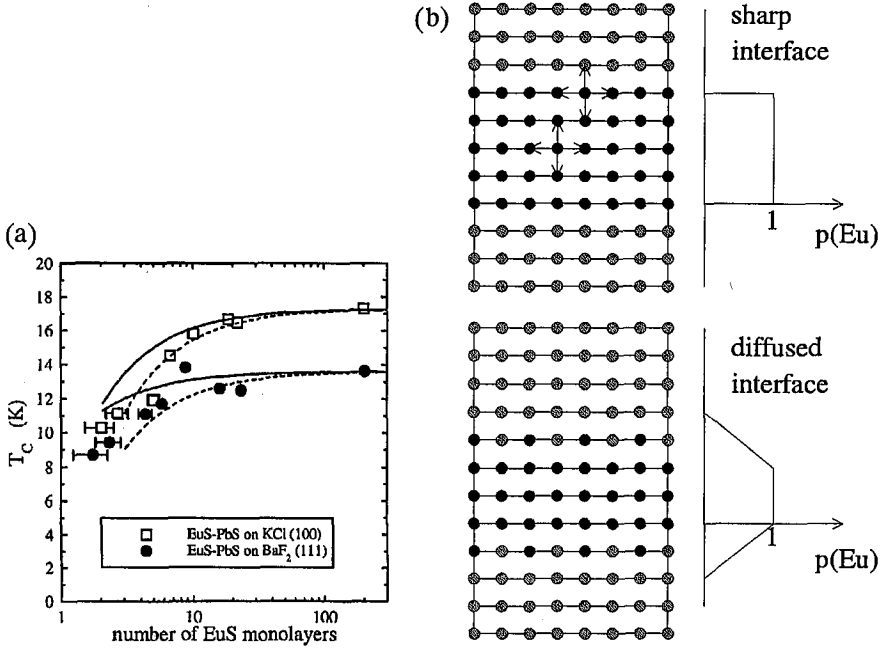 (a)
20
18
16
14
12
10
8
6
4
2
0
T_C (K)
EuS-PbS on KCl (100)
EuS-PbS on BaF₂ (111)
1 10 100
number of EuS monolayers
(b)
sharp
interface
1
p(Eu)
diffused
interface
1
p(Eu)